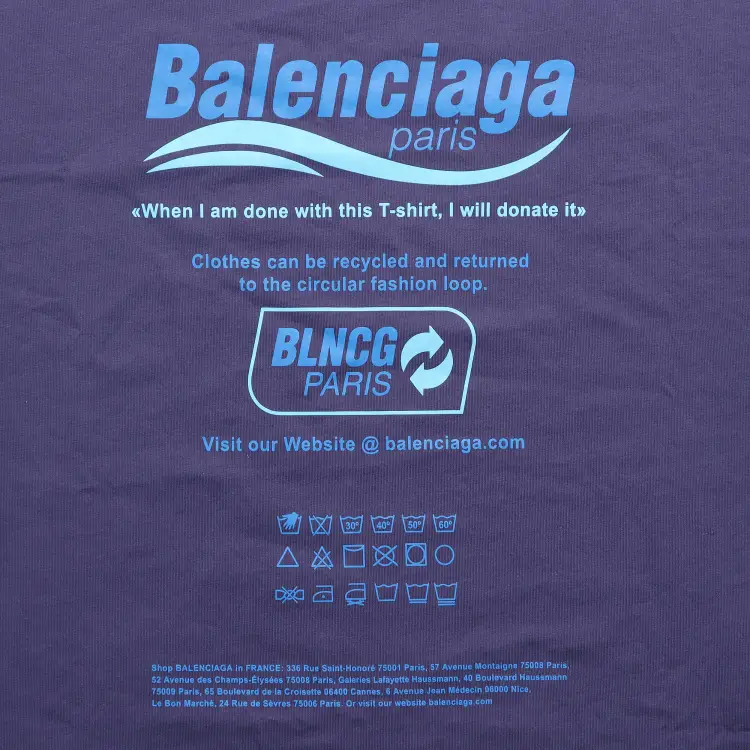 Balenciaga
paris
«When I am done with this T-shirt, I will donate it»
Clothes can be recycled and returned
to the circular fashion loop.
BLNCG
PARIS
Visit our Website @ balenciaga.com
30° 40° 50° 60°
Shop BALENCIAGA in FRANCE: 336 Rue Saint-Honoré 75001 Paris, 57 Avenue Montaigne 75008 Paris,
52 Avenue des Champs-Élysées 75008 Paris, Galeries Lafayette Haussmann, 40 Boulevard Haussmann
75009 Paris, 65 Boulevard de la Croisette 06400 Cannes, 6 Avenue Jean Médecin 06000 Nice,
Le Bon Marché, 24 Rue de Sèvres 75006 Paris. Or visit our website balenciaga.com